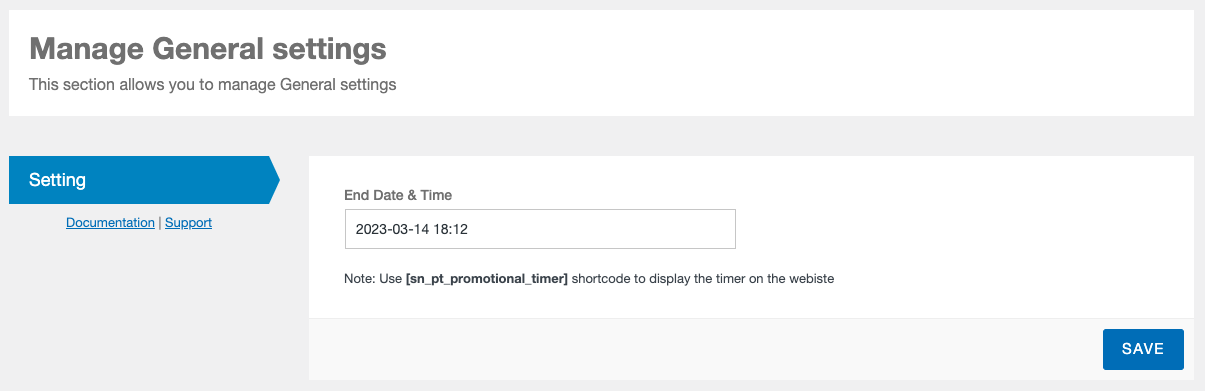 Manage General settings
This section allows you to manage General settings
Setting
Documentation | Support
End Date & Time
2023-03-14 18:12
Note: Use [sn_pt_promotional_timer] shortcode to display the timer on the webiste
SAVE